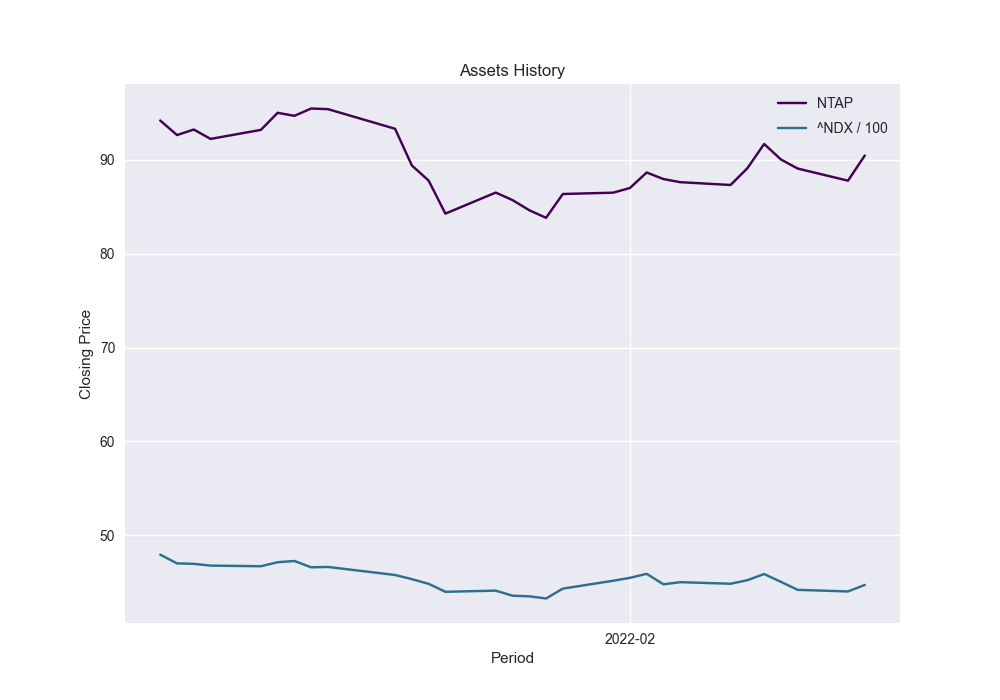 Assets History
NTAP
^NDX / 100
90
80
70
60
50
Closing Price
2022-02
Period